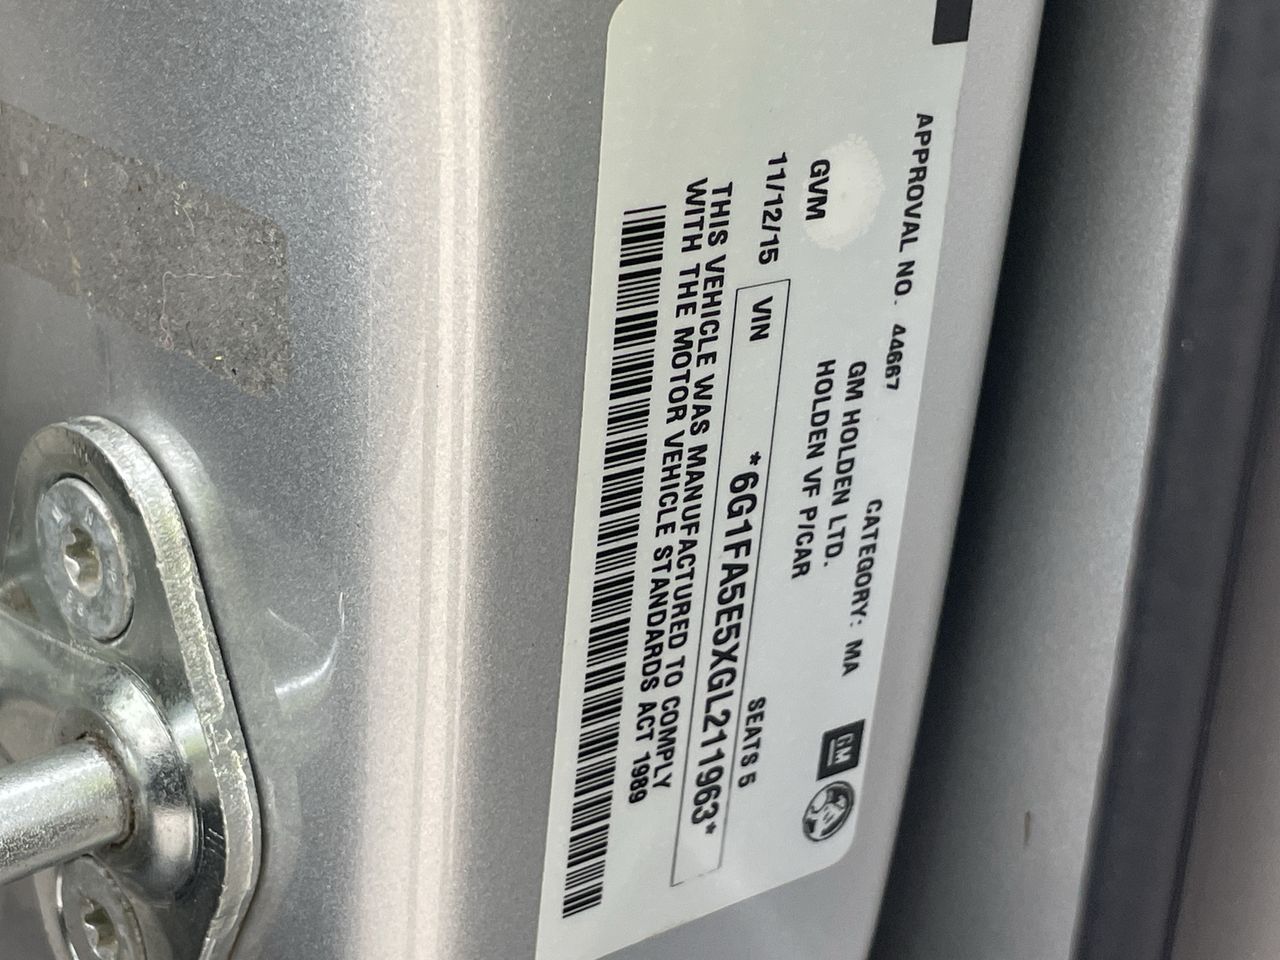 APPROVAL NO. 44667 CATEGORY: MA
GM HOLDEN LTD.
GM
GVM HOLDEN VF P/CAR
11/12/15 SEATS 5
VIN *6G1FA5E5XGL211963*
THIS VEHICLE WAS MANUFACTURED TO COMPLY
WITH THE MOTOR VEHICLE STANDARDS ACT 1989